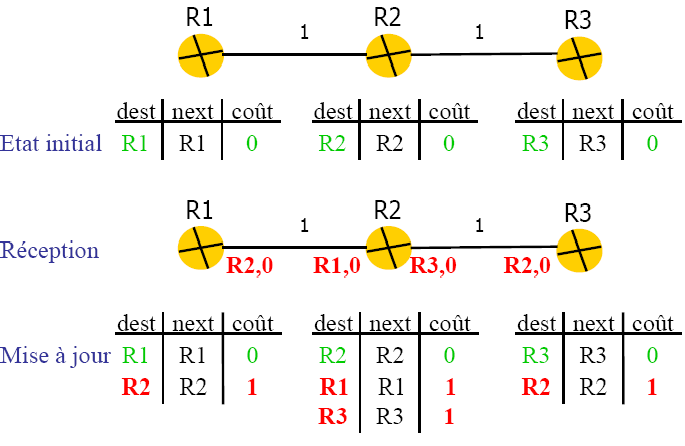 R1 R2 R3
1 1
dest next coût dest next coût dest next coût
Etat initial R1 R1 0 R2 R2 0 R3 R3 0
R1 R2 R3
1 1
Réception
R2,0 R1,0 R3,0 R2,0
dest next coût dest next coût dest next coût
Mise à jour R1 R1 0 R2 R2 0 R3 R3 0
R2 R2 1 R1 R1 1 R2 R2 1
R3 R3 1